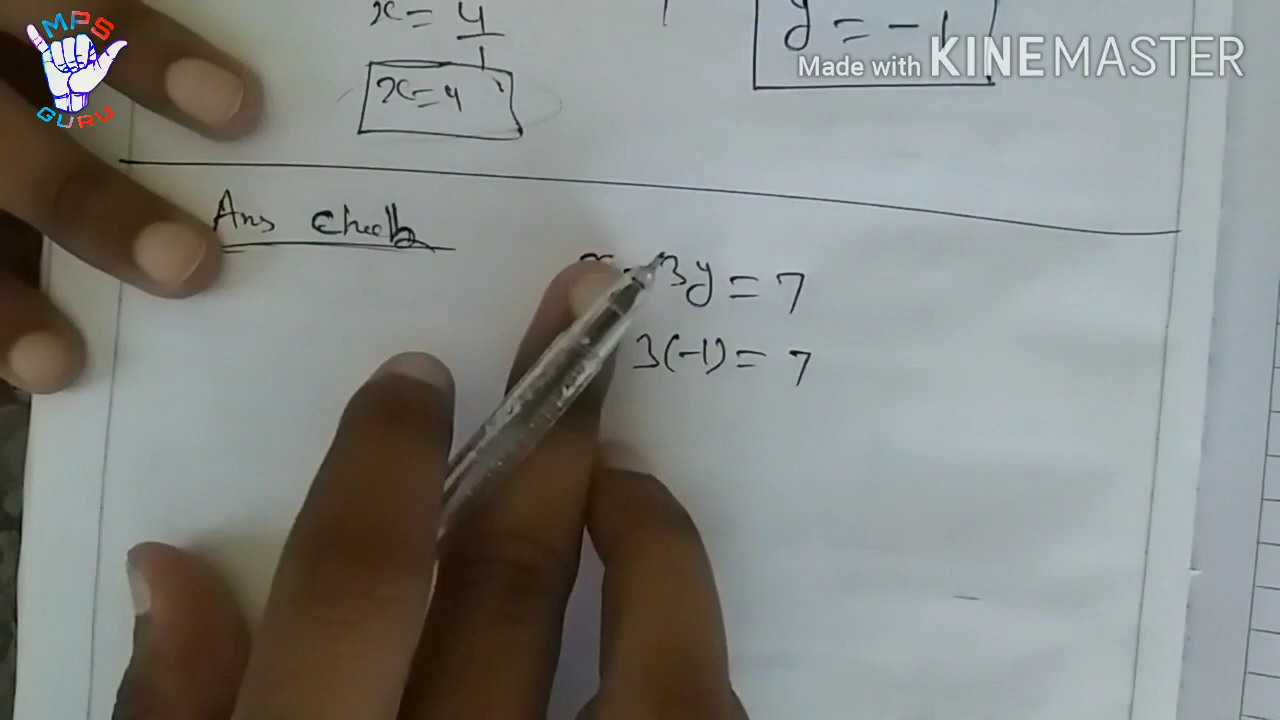 MPS
GURU
x = 4/1
x = 4
y = -1
Made with KINEMASTER
Ans Check
x 3y = 7
3(-1) = 7